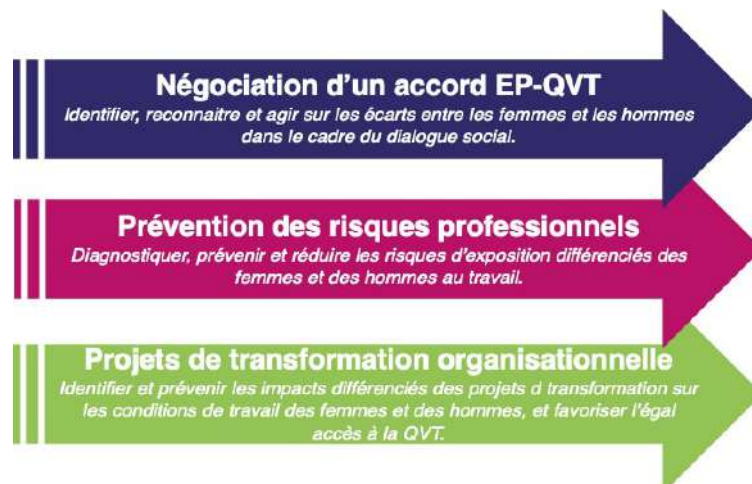 Négociation d'un accord EP-QVT
Identifier, reconnaitre et agir sur les écarts entre les femmes et les hommes
dans le cadre du dialogue social.
Prévention des risques professionnels
Diagnostiquer, prévenir et réduire les risques d'exposition différenciés des
femmes et des hommes au travail.
Projets de transformation organisationnelle
Identifier et prévenir les impacts différenciés des projets d transformation sur
les conditions de travail des femmes et des hommes, et favoriser l'égal
accès à la QVT.